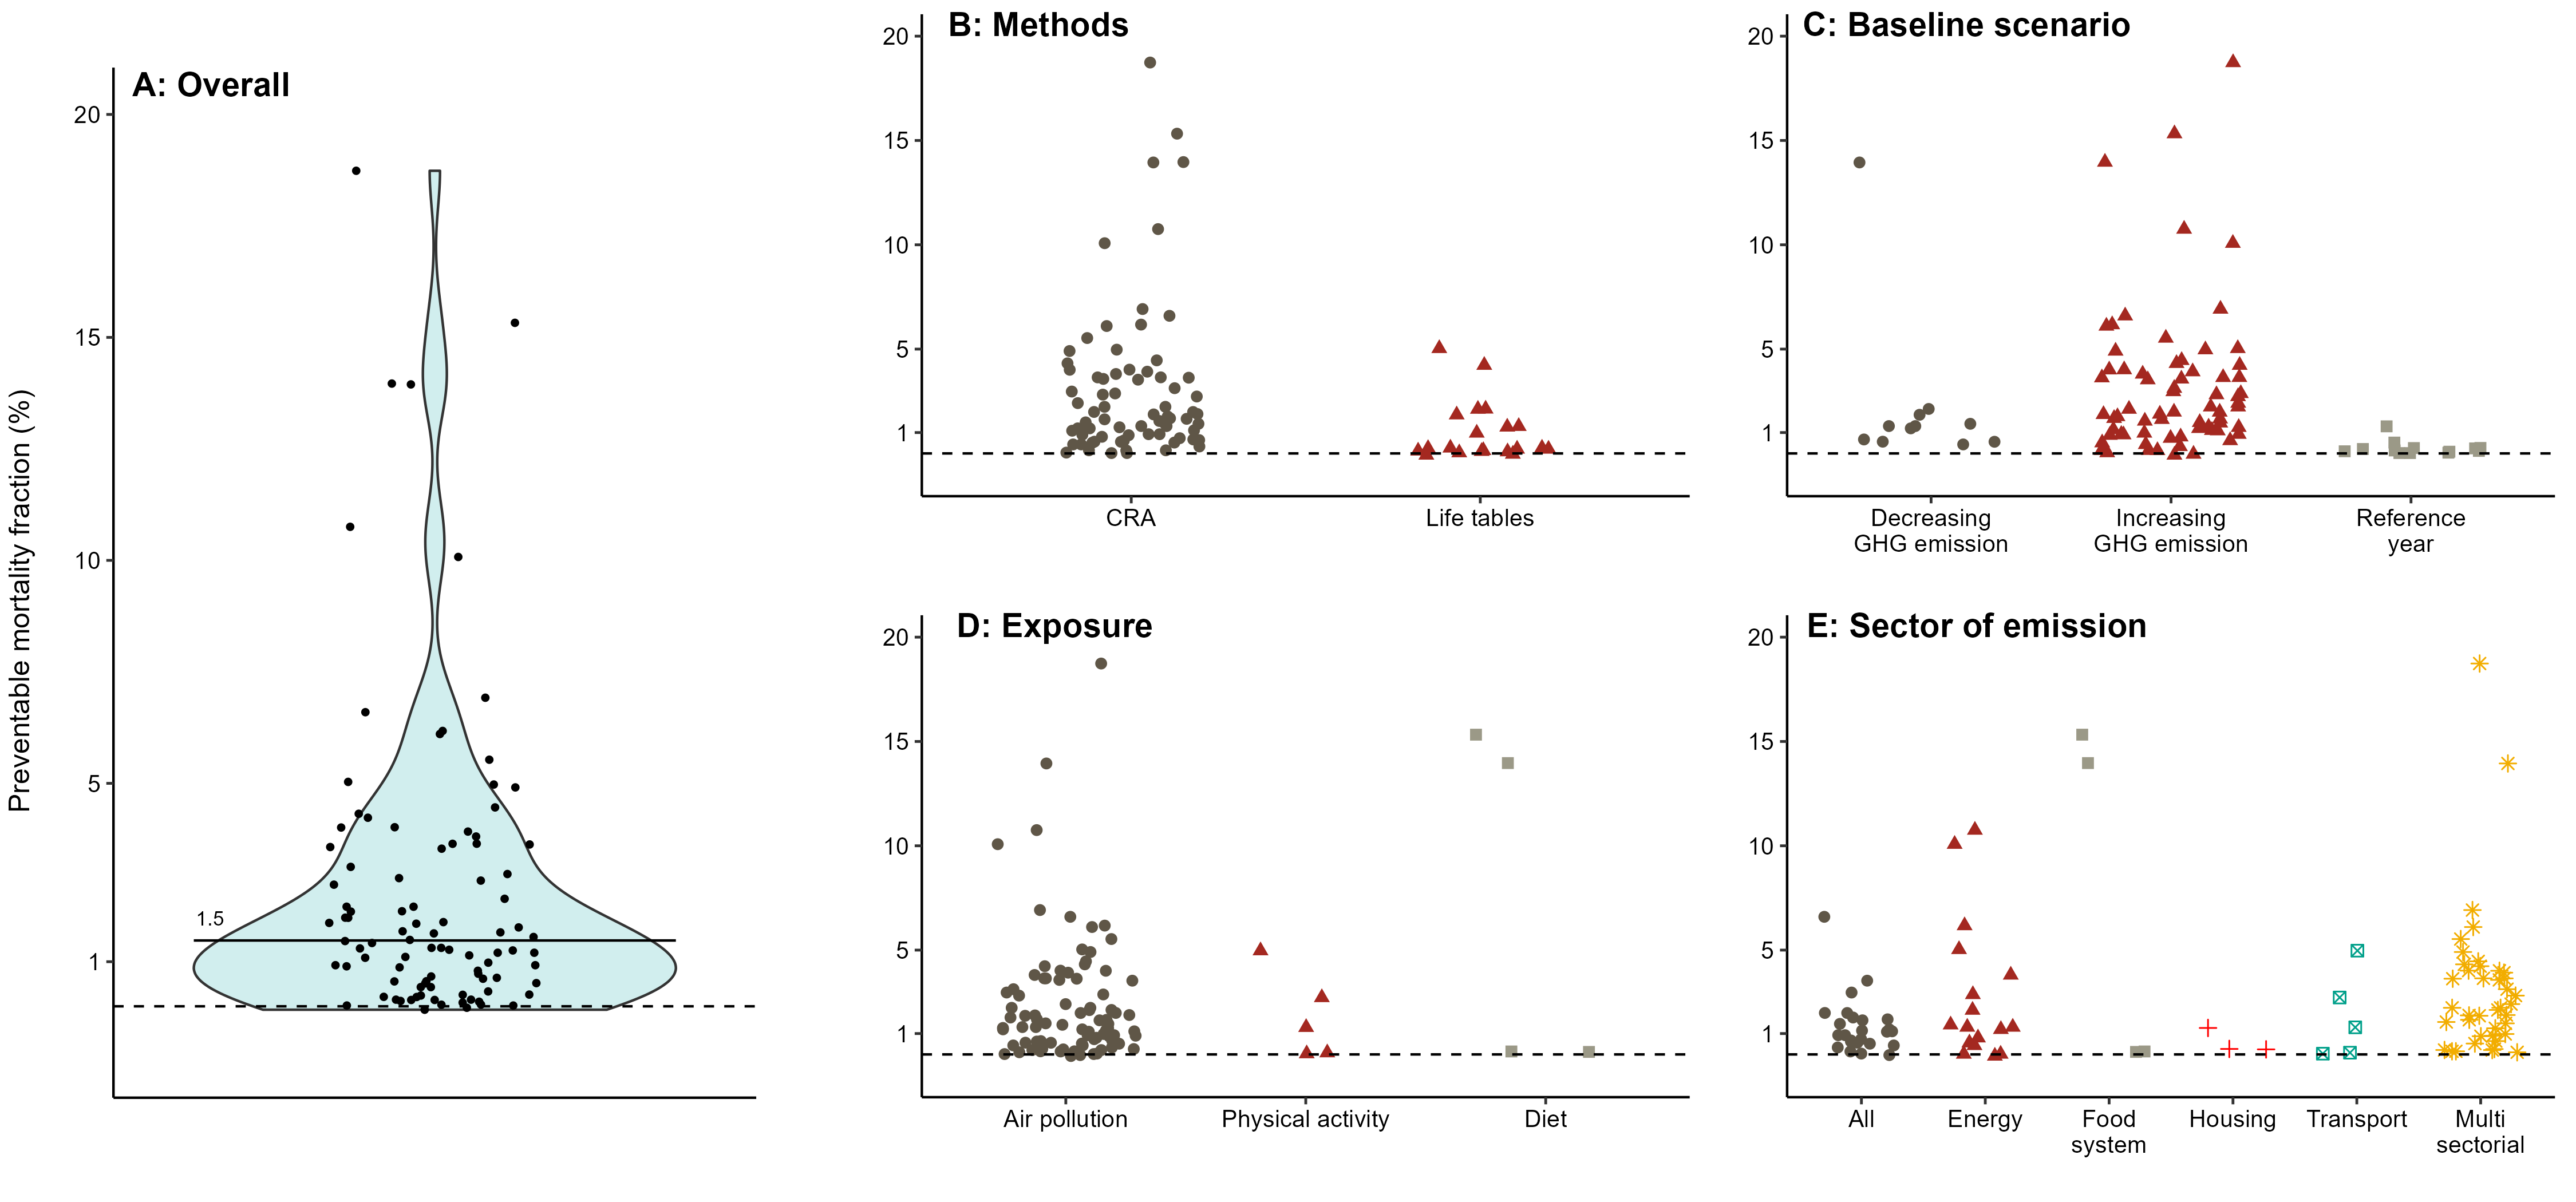 A: Overall
Preventable mortality fraction (%)
20
15
10
5
1
1.5
B: Methods
20
15
10
5
1
CRA
Life tables
C: Baseline scenario
20
15
10
5
1
Decreasing
GHG emission
Increasing
GHG emission
Reference
year
D: Exposure
20
15
10
5
1
Air pollution
Physical activity
Diet
E: Sector of emission
20
15
10
5
1
All
Energy
Food
system
Housing
Transport
Multi
sectorial